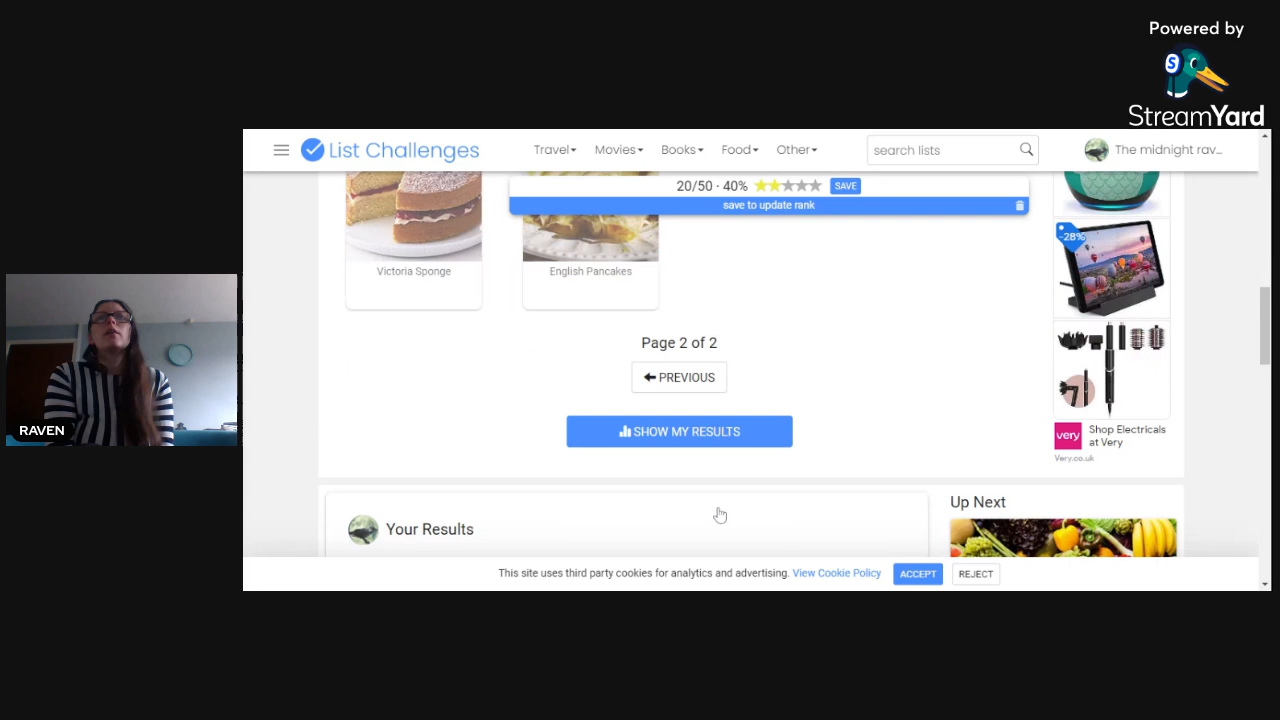 Powered by
S
StreamYard
List Challenges
Travel
Movies
Books
Food
Other
search lists
The midnight rav...
20/50 · 40%
SAVE
save to update rank
-28%
Victoria Sponge
English Pancakes
Page 2 of 2
PREVIOUS
SHOW MY RESULTS
very
Shop Electricals
at Very
Very.co.uk
RAVEN
Your Results
Up Next
This site uses third party cookies for analytics and advertising. View Cookie Policy
ACCEPT
REJECT